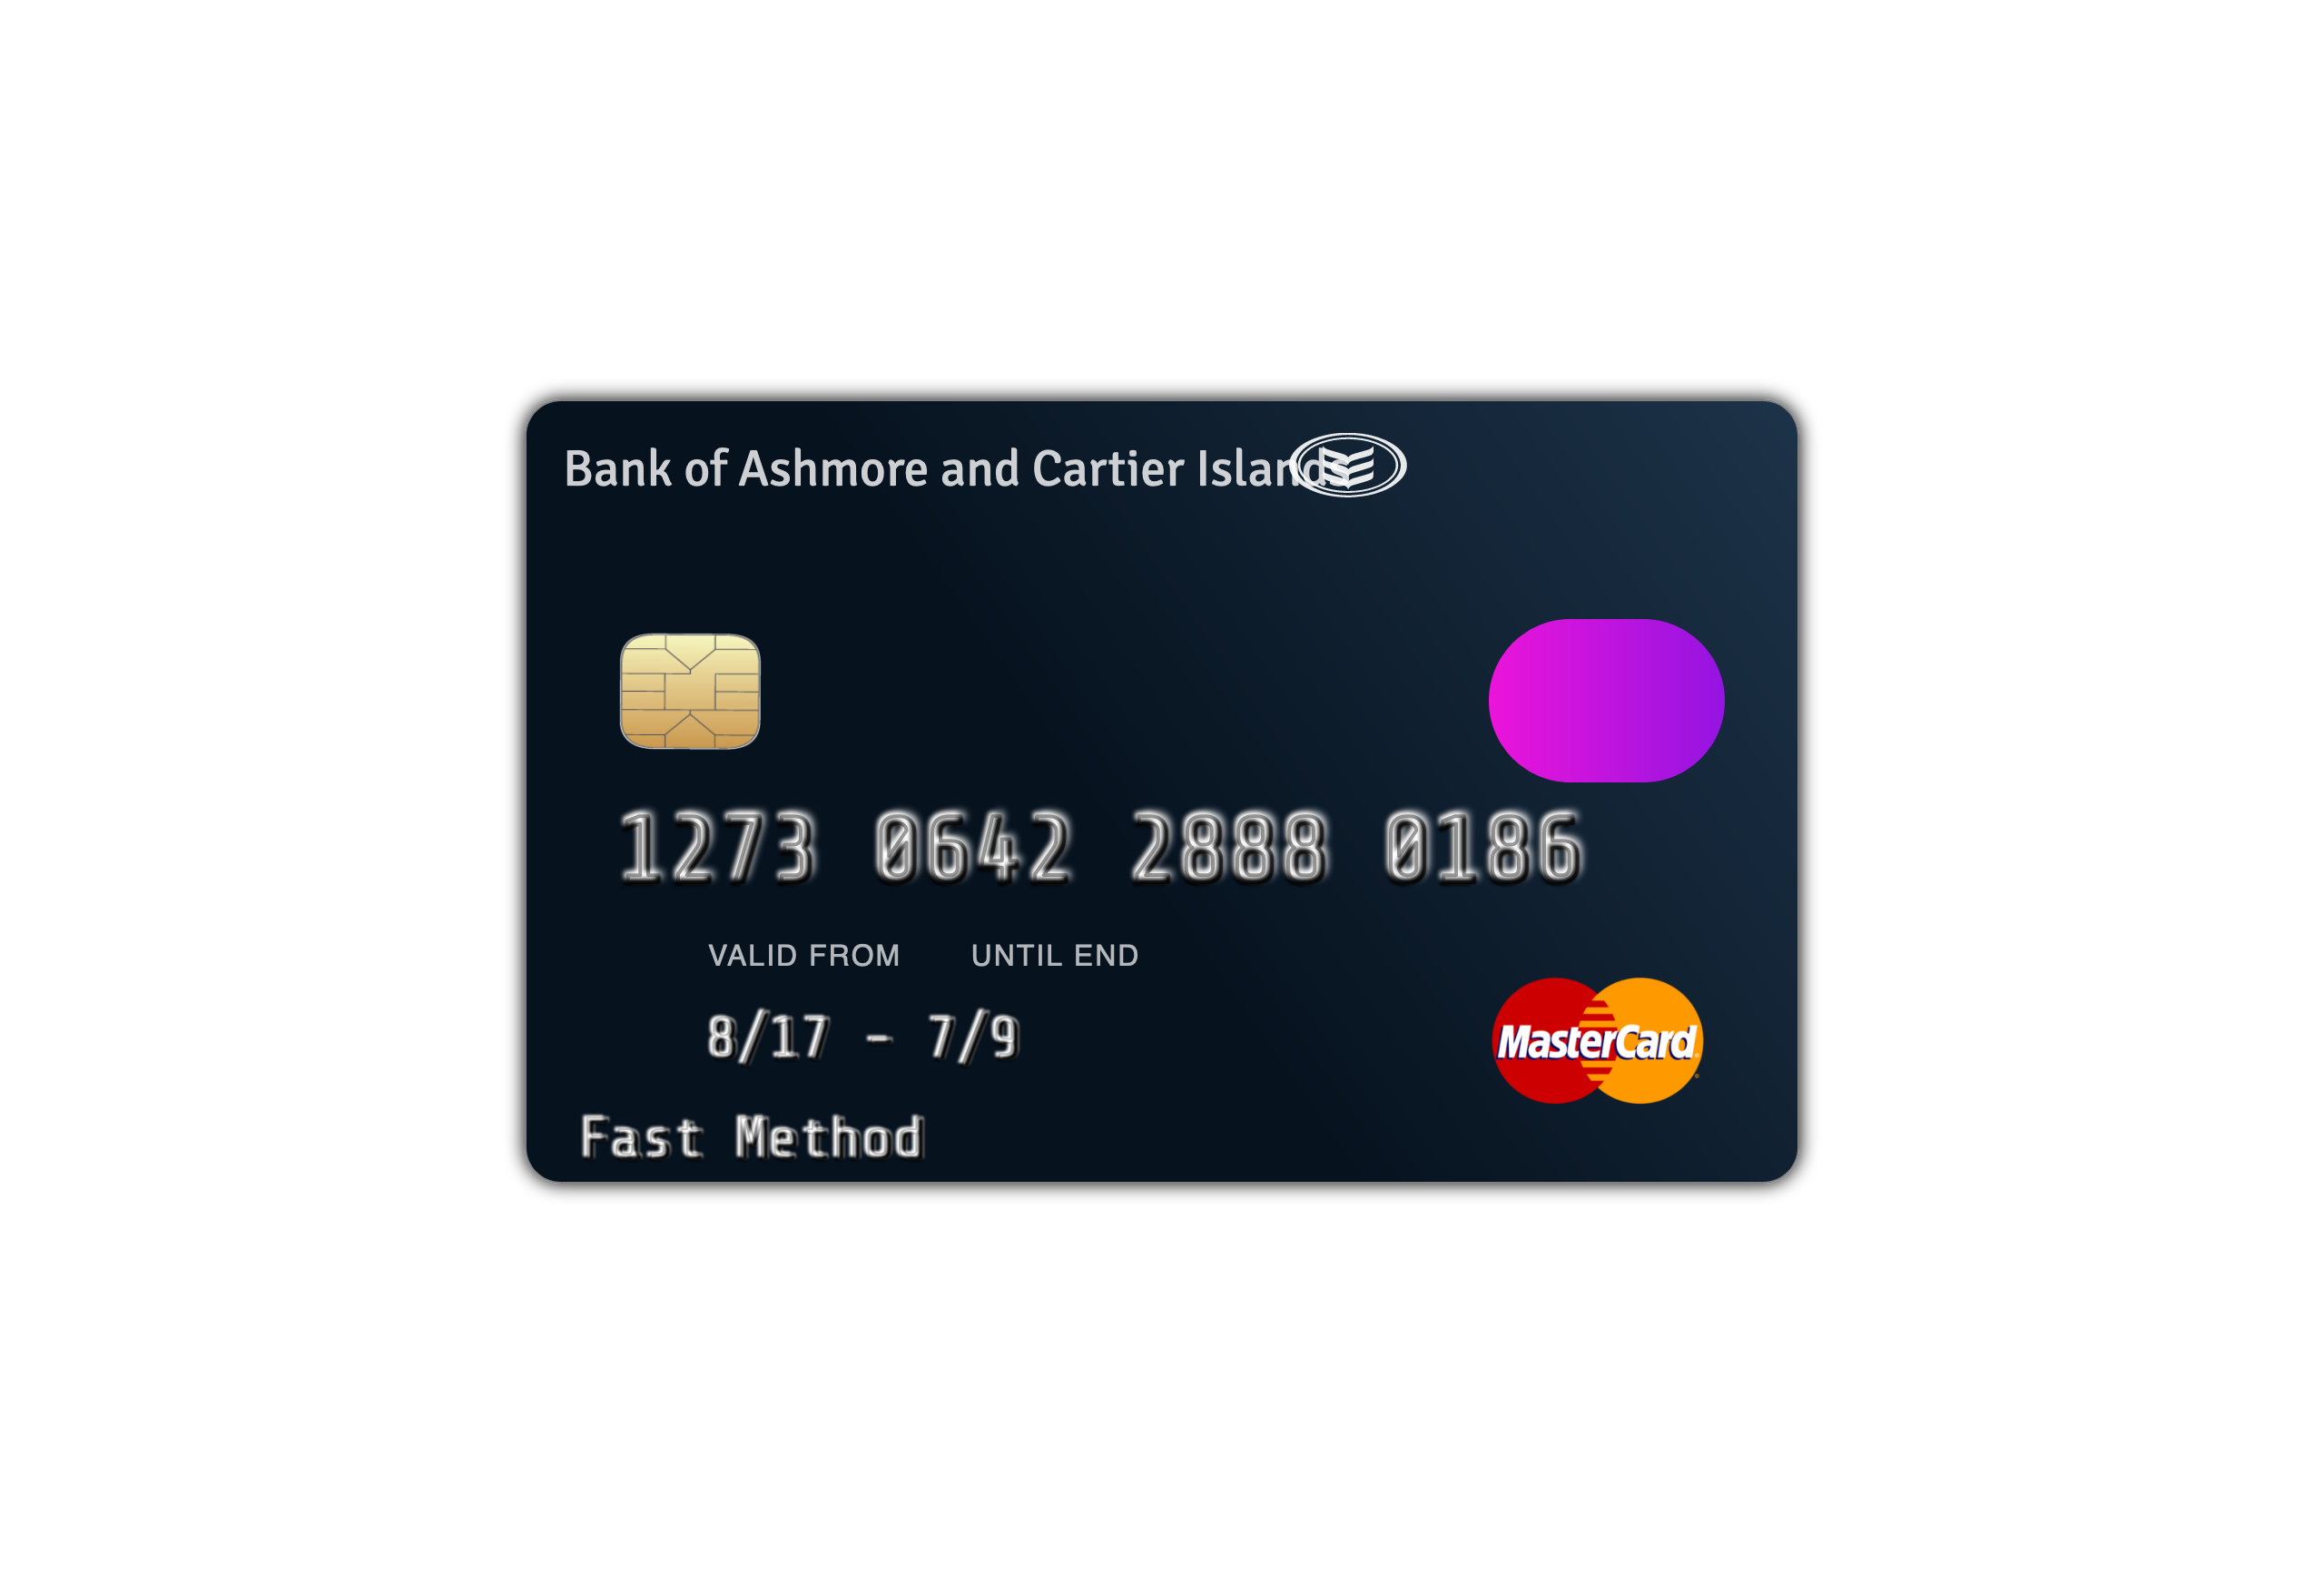 Bank of Ashmore and Cartier Islands
1273 0642 2888 0186
VALID FROM UNTIL END
8/17 - 7/9
MasterCard
Fast Method